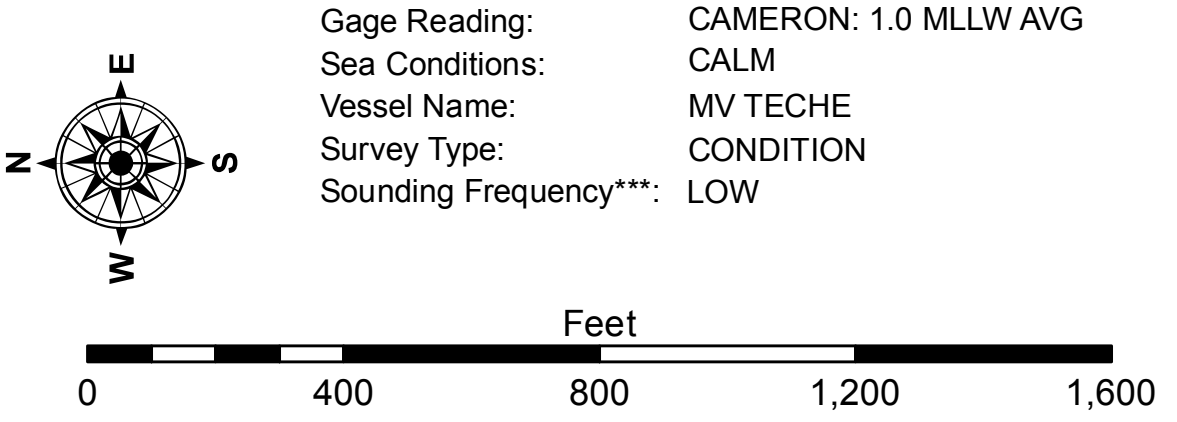 Gage Reading: CAMERON: 1.0 MLLW AVG
Sea Conditions: CALM
Vessel Name: MV TECHE
Survey Type: CONDITION
Sounding Frequency***: LOW
E
N S
W
Feet
0 400 800 1,200 1,600